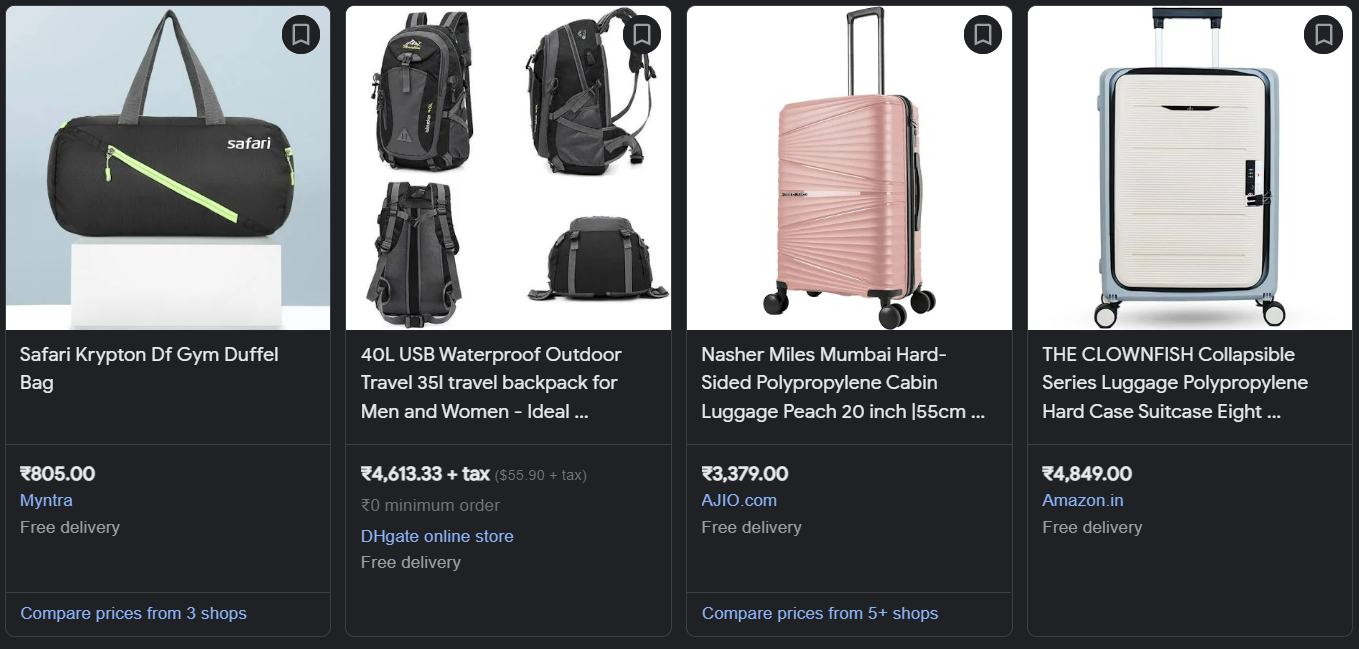 safari
40L
Safari Krypton Df Gym Duffel
Bag
₹805.00
Myntra
Free delivery
Compare prices from 3 shops
40L USB Waterproof Outdoor
Travel 35l travel backpack for
Men and Women - Ideal ...
₹4,613.33 + tax ($55.90 + tax)
₹0 minimum order
DHgate online store
Free delivery
Nasher Miles Mumbai Hard-
Sided Polypropylene Cabin
Luggage Peach 20 inch |55cm ...
₹3,379.00
AJIO.com
Free delivery
Compare prices from 5+ shops
THE CLOWNFISH Collapsible
Series Luggage Polypropylene
Hard Case Suitcase Eight ...
₹4,849.00
Amazon.in
Free delivery